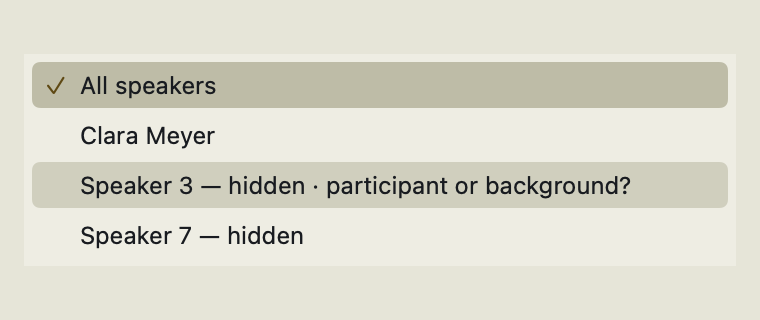 All speakers
Clara Meyer
Speaker 3 — hidden · participant or background?
Speaker 7 — hidden